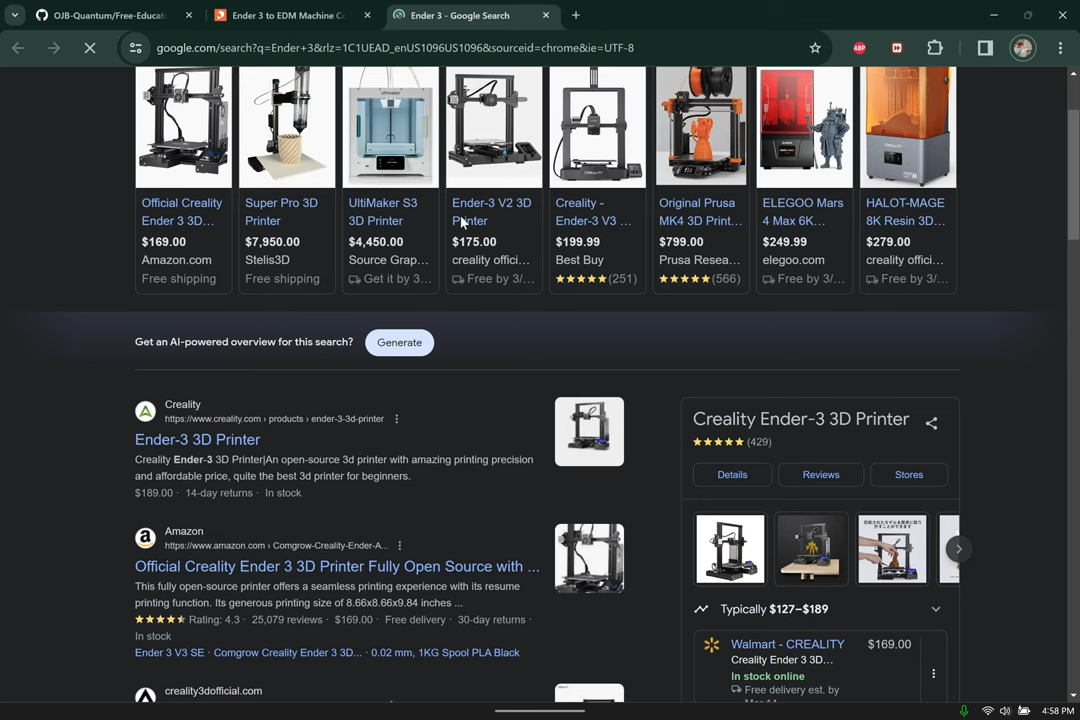 OJB-Quantum/Free-Educati
Ender 3 to EDM Machine Co
Ender 3 - Google Search
google.com/search?q=Ender+3&rlz=1C1UEAD_enUS1096US1096&sourceid=chrome&ie=UTF-8
ABP
Official Creality
Ender 3 3D...
$169.00
Amazon.com
Free shipping
Super Pro 3D
Printer
$7,950.00
Stelis3D
Free shipping
UltiMaker S3
3D Printer
$4,450.00
Source Grap...
Get it by 3...
Ender-3 V2 3D
Printer
$175.00
creality offici...
Free by 3/...
Creality -
Ender-3 V3 ...
$199.99
Best Buy
(251)
Original Prusa
MK4 3D Print...
$799.00
Prusa Resea...
(566)
ELEGOO Mars
4 Max 6K...
$249.99
elegoo.com
Free by 3/...
HALOT-MAGE
8K Resin 3D...
$279.00
creality offici...
Free by 3/...
Get an AI-powered overview for this search?
Generate
Creality
https://www.creality.com › products › ender-3-3d-printer
Ender-3 3D Printer
Creality Ender-3 3D Printer|An open-source 3d printer with amazing printing precision
and affordable price, quite the best 3d printer for beginners.
$189.00 · 14-day returns · In stock
Amazon
https://www.amazon.com › Comgrow-Creality-Ender-A...
Official Creality Ender 3 3D Printer Fully Open Source with ...
This fully open-source printer offers a seamless printing experience with its resume
printing function. Its generous printing size of 8.66x8.66x9.84 inches ...
Rating: 4.3 · 25,079 reviews · $169.00 · Free delivery · 30-day returns ·
In stock
Ender 3 V3 SE · Comgrow Creality Ender 3 3D... · 0.02 mm, 1KG Spool PLA Black
creality3dofficial.com
Creality Ender-3 3D Printer
(429)
Details
Reviews
Stores
Typically $127–$189
Walmart - CREALITY
$169.00
Creality Ender 3 3D...
In stock online
Free delivery est. by
4:58 PM